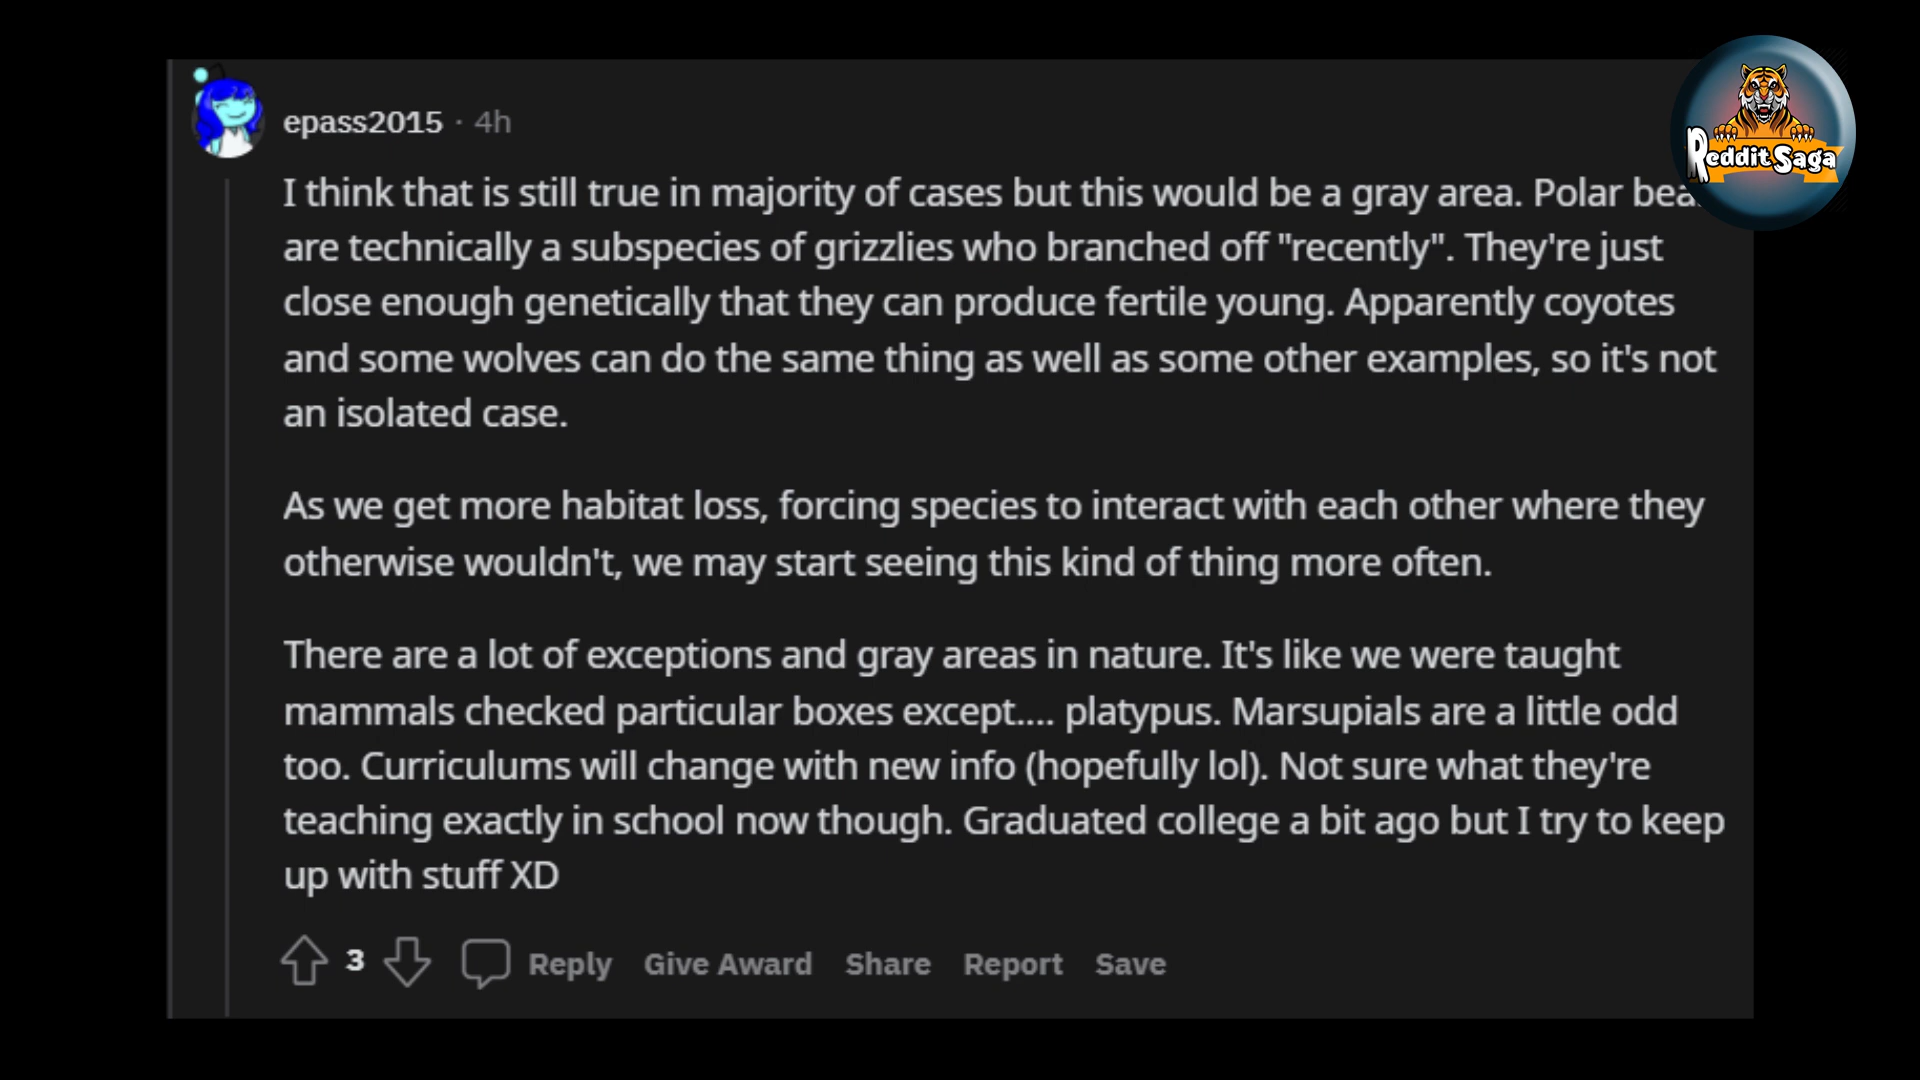 epass2015 · 4h
I think that is still true in majority of cases but this would be a gray area. Polar
are technically a subspecies of grizzlies who branched off "recently". They're just
close enough genetically that they can produce fertile young. Apparently coyotes
and some wolves can do the same thing as well as some other examples, so it's not
an isolated case.
As we get more habitat loss, forcing species to interact with each other where they
otherwise wouldn't, we may start seeing this kind of thing more often.
There are a lot of exceptions and gray areas in nature. It's like we were taught
mammals checked particular boxes except.... platypus. Marsupials are a little odd
too. Curriculums will change with new info (hopefully lol). Not sure what they're
teaching exactly in school now though. Graduated college a bit ago but I try to keep
up with stuff XD
3 Reply Give Award Share Report Save
Reddit Saga